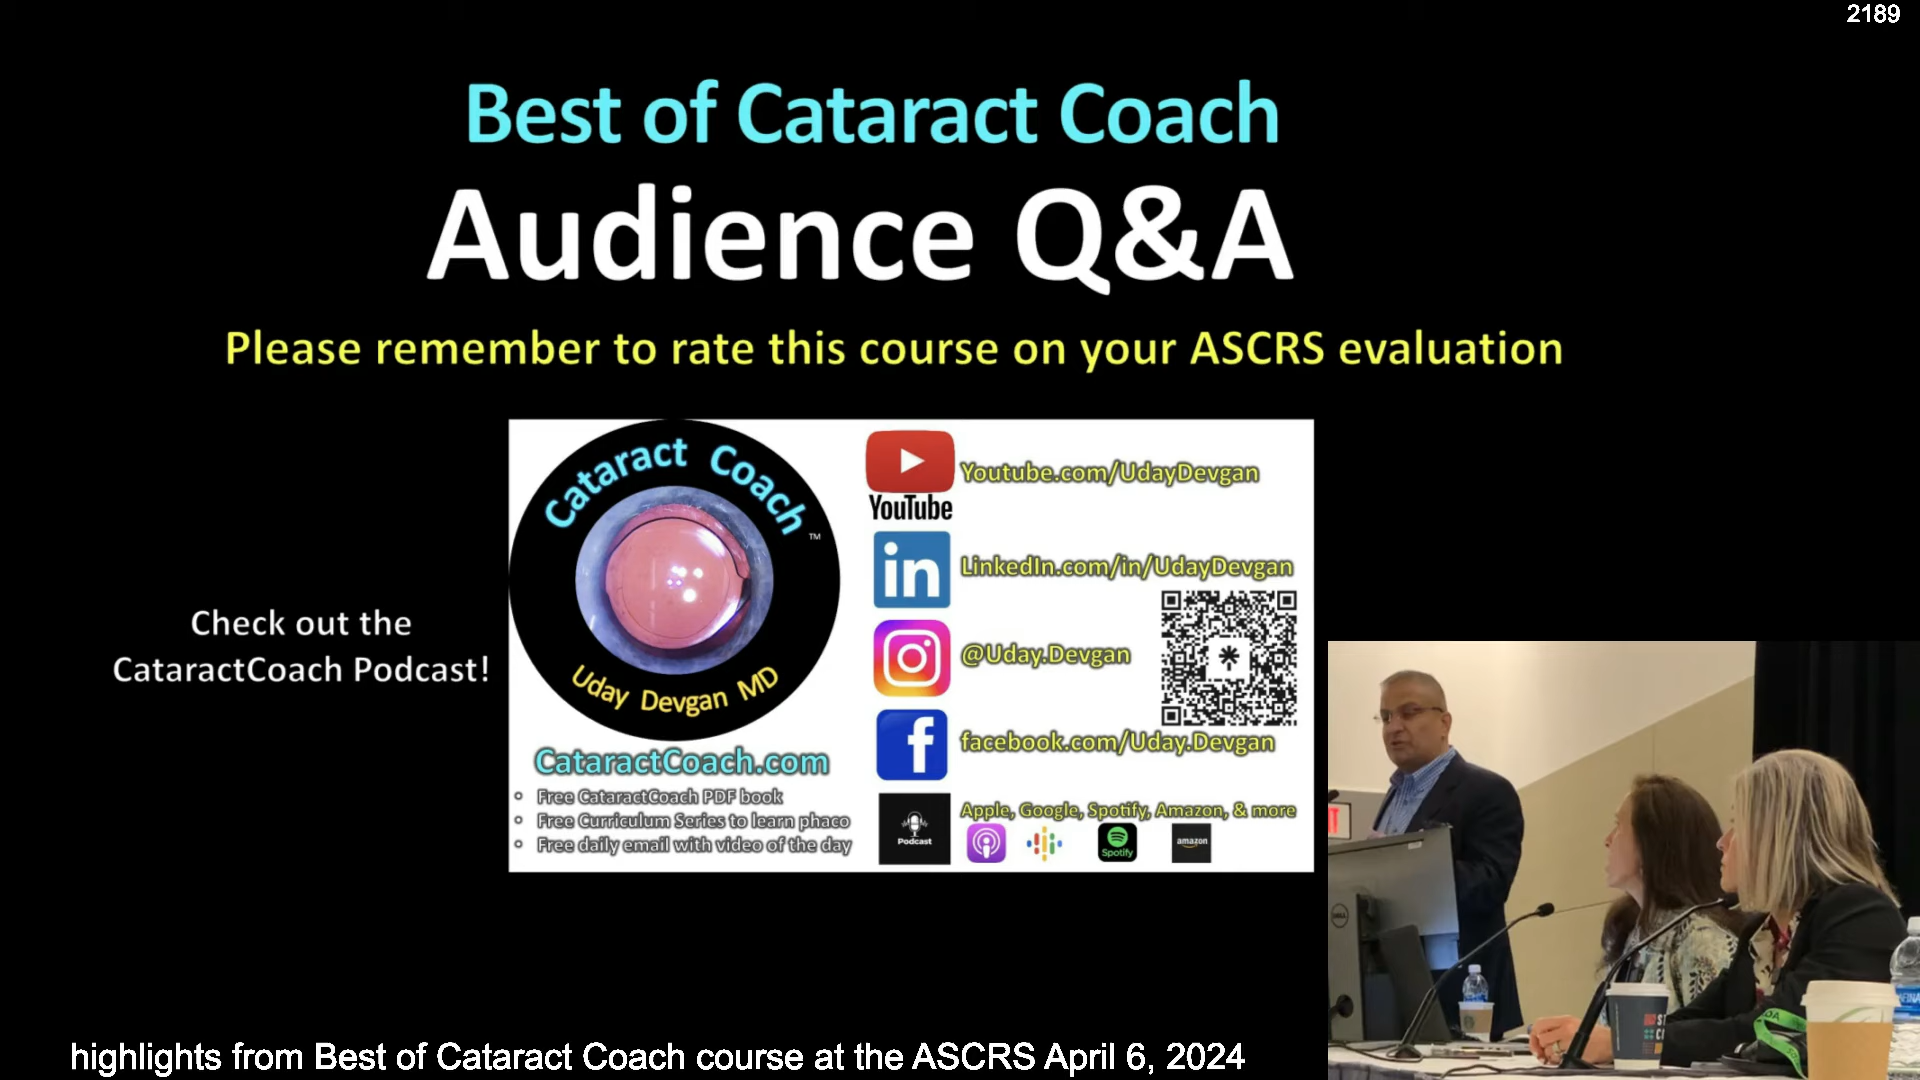 2189
Best of Cataract Coach
Audience Q&A
Please remember to rate this course on your ASCRS evaluation
Check out the
CataractCoach Podcast!
Cataract Coach
TM
Uday Devgan MD
CataractCoach.com
• Free CataractCoach PDF book
• Free Curriculum Series to learn phaco
• Free daily email with video of the day
YouTube
Youtube.com/UdayDevgan
in
LinkedIn.com/in/UdayDevgan
@Uday.Devgan
f
facebook.com/Uday.Devgan
Podcast
Apple, Google, Spotify, Amazon, & more
Spotify
amazon
DELL
highlights from Best of Cataract Coach course at the ASCRS April 6, 2024